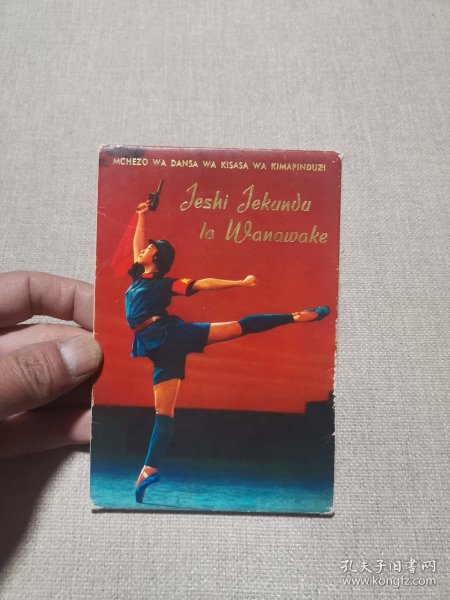 MCHEZO WA DANSA WA KISASA WA KIMAPINDUZI
Jeshi Jekundu
la Wanawake
孔夫子旧书网
www.kongfz.com